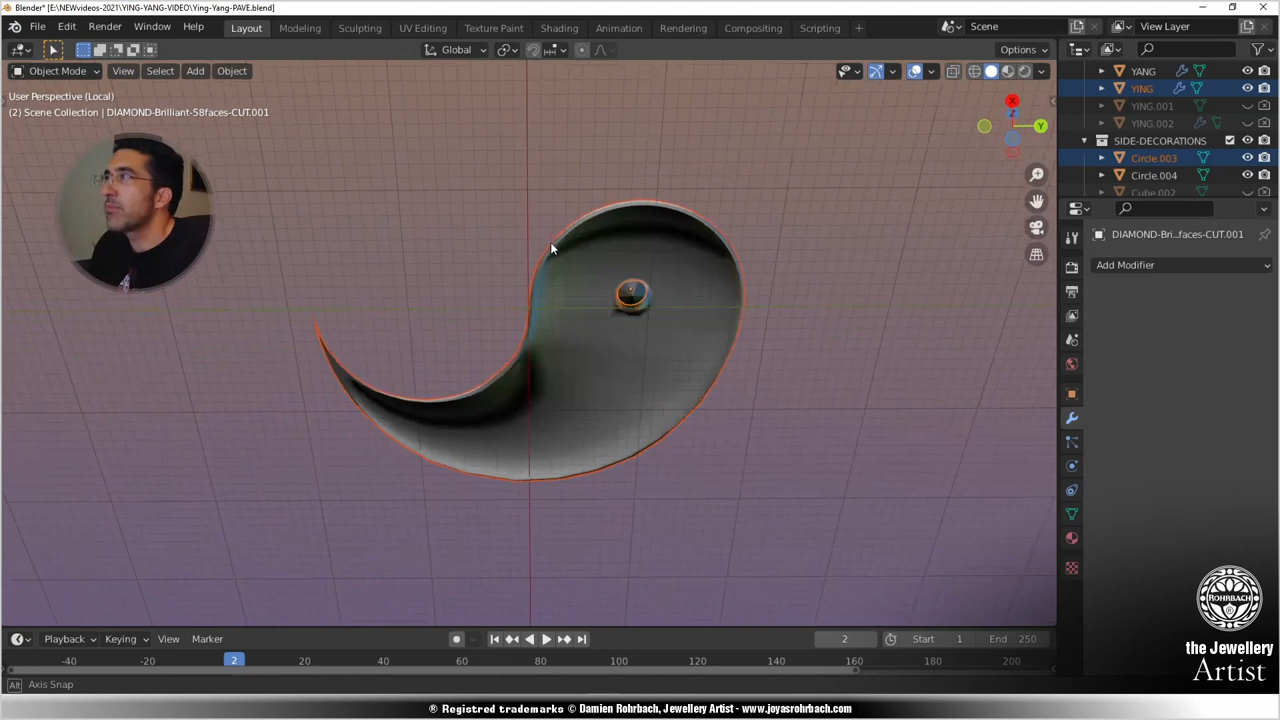 Blender* [E:\NEWvideos-2021\YING-YANG-VIDEO\Ying-Yang-PAVE.blend]
File Edit Render Window Help Layout Modeling Sculpting UV Editing Texture Paint Shading Animation Rendering Compositing Scripting + Scene View Layer
Global Options
Object Mode View Select Add Object
User Perspective (Local)
(2) Scene Collection | DIAMOND-Brilliant-58faces-CUT.001
X
Z
Y
YANG
YING
YING.001
YING.002
SIDE-DECORATIONS
Circle.003
Circle.004
Cube.002
DIAMOND-Bri...faces-CUT.001
Add Modifier
ROHRBACH
the Jewellery
Artist
Playback Keying View Marker 2 Start 1 End 250
-40 -20 2 20 40 60 80 100 120 140 160 180 200
Alt Axis Snap
® Registered trademarks © Damien Rohrbach, Jewellery Artist - www.joyasrohrbach.com